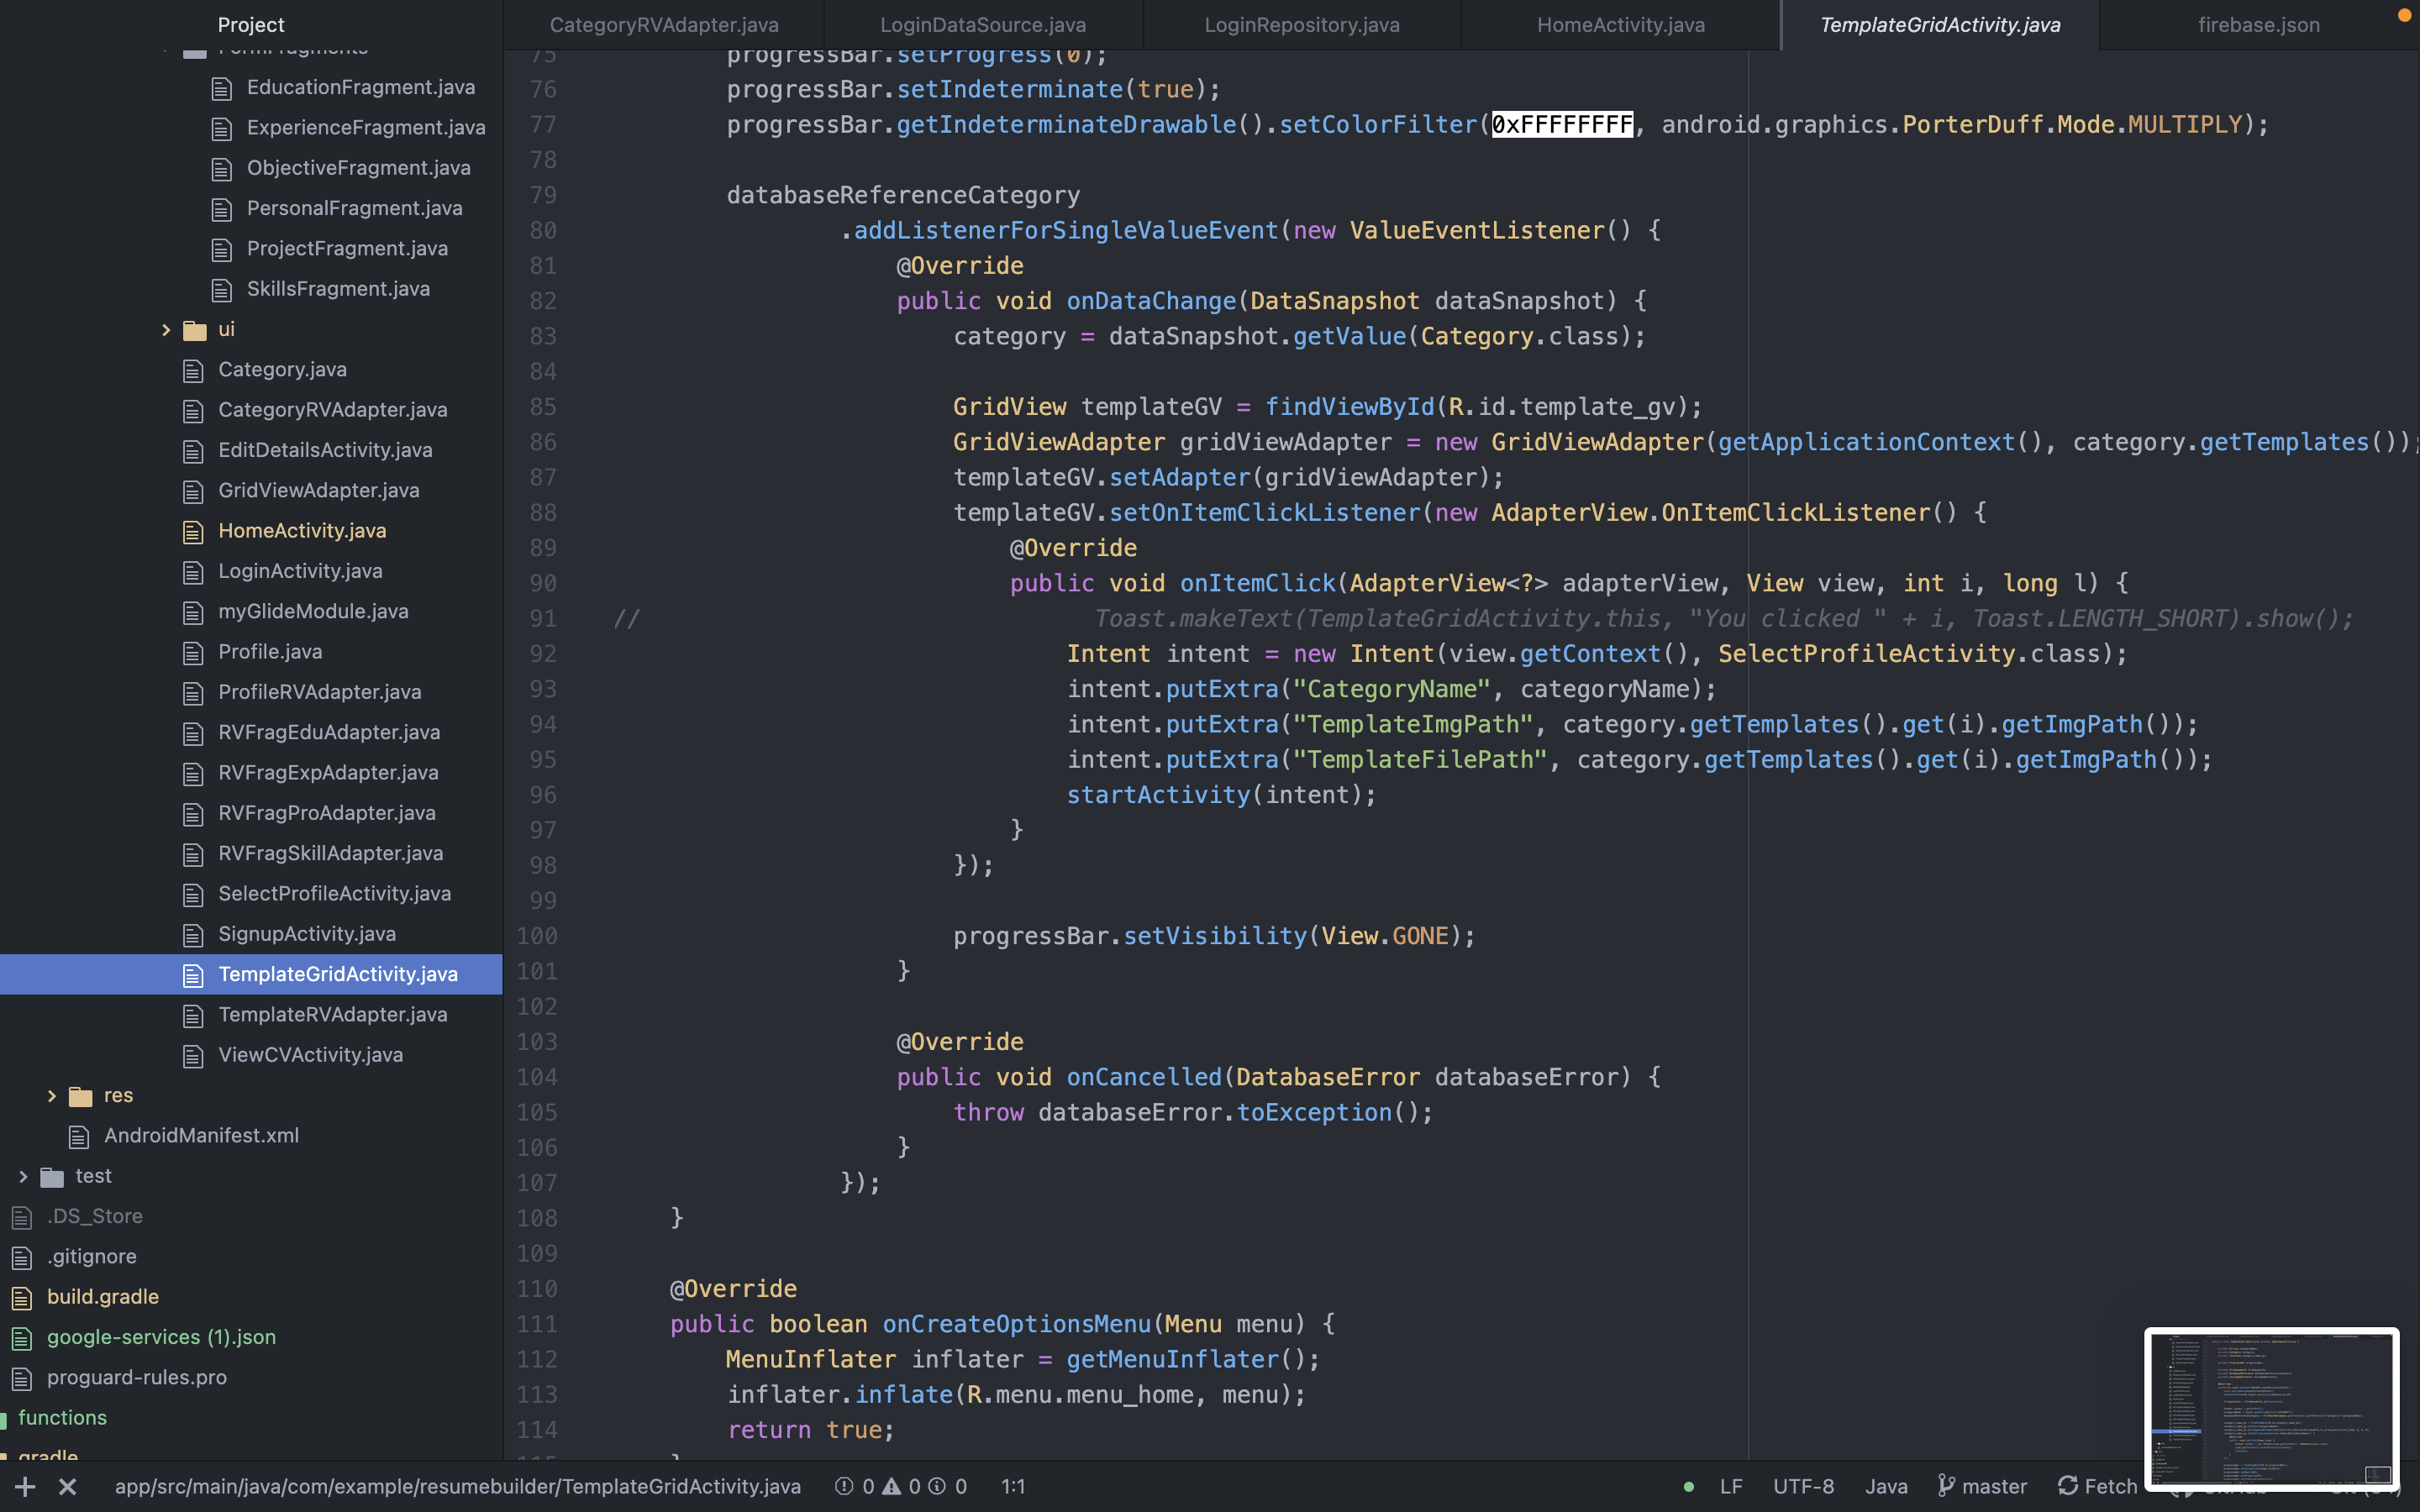 Project
FormFragments
EducationFragment.java
ExperienceFragment.java
ObjectiveFragment.java
PersonalFragment.java
ProjectFragment.java
SkillsFragment.java
ui
Category.java
CategoryRVAdapter.java
EditDetailsActivity.java
GridViewAdapter.java
HomeActivity.java
LoginActivity.java
myGlideModule.java
Profile.java
ProfileRVAdapter.java
RVFragEduAdapter.java
RVFragExpAdapter.java
RVFragProAdapter.java
RVFragSkillAdapter.java
SelectProfileActivity.java
SignupActivity.java
TemplateGridActivity.java
TemplateRVAdapter.java
ViewCVActivity.java
res
AndroidManifest.xml
test
.DS_Store
.gitignore
build.gradle
google-services (1).json
proguard-rules.pro
functions
gradle
CategoryRVAdapter.java LoginDataSource.java LoginRepository.java HomeActivity.java TemplateGridActivity.java firebase.json
75 progressBar.setProgress(0);
76 progressBar.setIndeterminate(true);
77 progressBar.getIndeterminateDrawable().setColorFilter(0xFFFFFFFF, android.graphics.PorterDuff.Mode.MULTIPLY);
78
79 databaseReferenceCategory
80 .addListenerForSingleValueEvent(new ValueEventListener() {
81 @Override
82 public void onDataChange(DataSnapshot dataSnapshot) {
83 category = dataSnapshot.getValue(Category.class);
84
85 GridView templateGV = findViewById(R.id.template_gv);
86 GridViewAdapter gridViewAdapter = new GridViewAdapter(getApplicationContext(), category.getTemplates());
87 templateGV.setAdapter(gridViewAdapter);
88 templateGV.setOnItemClickListener(new AdapterView.OnItemClickListener() {
89 @Override
90 public void onItemClick(AdapterView<?> adapterView, View view, int i, long l) {
91 // Toast.makeText(TemplateGridActivity.this, "You clicked " + i, Toast.LENGTH_SHORT).show();
92 Intent intent = new Intent(view.getContext(), SelectProfileActivity.class);
93 intent.putExtra("CategoryName", categoryName);
94 intent.putExtra("TemplateImgPath", category.getTemplates().get(i).getImgPath());
95 intent.putExtra("TemplateFilePath", category.getTemplates().get(i).getImgPath());
96 startActivity(intent);
97 }
98 });
99
100 progressBar.setVisibility(View.GONE);
101 }
102
103 @Override
104 public void onCancelled(DatabaseError databaseError) {
105 throw databaseError.toException();
106 }
107 });
108 }
109
110 @Override
111 public boolean onCreateOptionsMenu(Menu menu) {
112 MenuInflater inflater = getMenuInflater();
113 inflater.inflate(R.menu.menu_home, menu);
114 return true;
115 }
app/src/main/java/com/example/resumebuilder/TemplateGridActivity.java 0 0 0 1:1 LF UTF-8 Java master Fetch